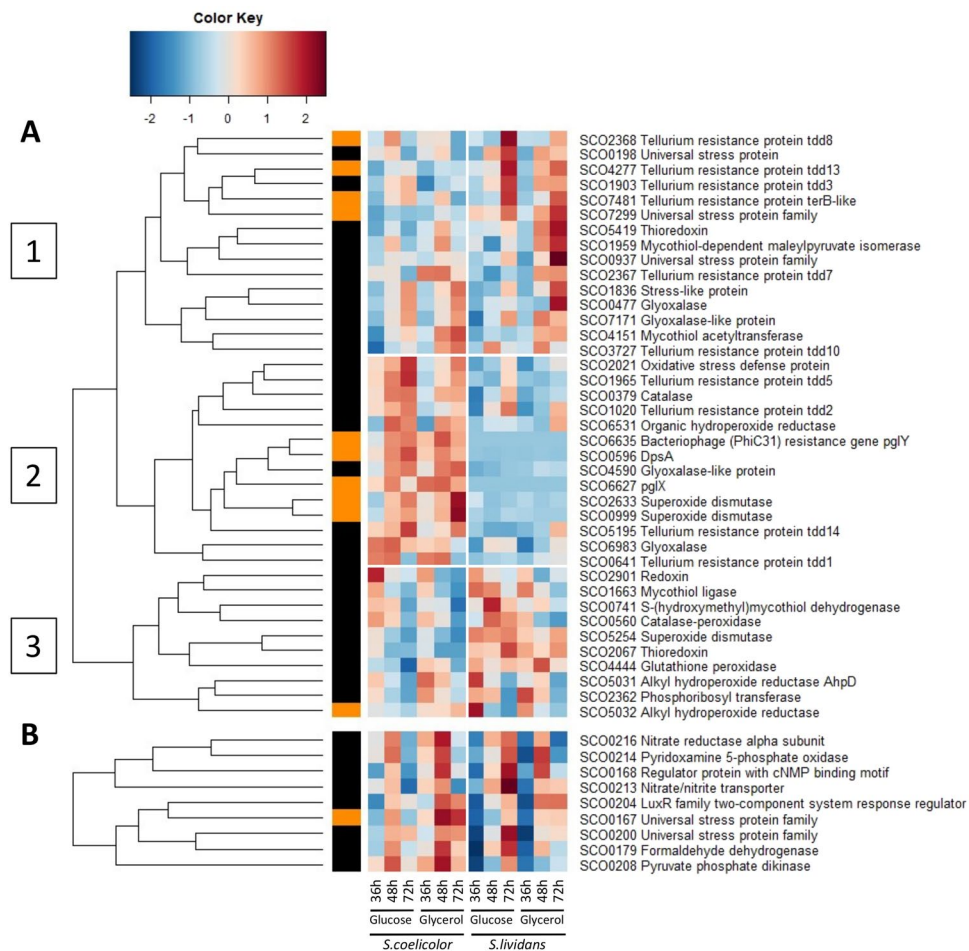 Color Key
-2 -1 0 1 2
A
SCO2368 Tellurium resistance protein tdd8
SCO0198 Universal stress protein
SCO4277 Tellurium resistance protein tdd13
SCO1903 Tellurium resistance protein tdd3
SCO7481 Tellurium resistance protein terB-like
SCO7299 Universal stress protein family
SCO5419 Thioredoxin
SCO1959 Mycothiol-dependent maleylpyruvate isomerase
SCO0937 Universal stress protein family
SCO2367 Tellurium resistance protein tdd7
SCO1836 Stress-like protein
SCO0477 Glyoxalase
SCO7171 Glyoxalase-like protein
SCO4151 Mycothiol acetyltransferase
SCO3727 Tellurium resistance protein tdd10
1
SCO2021 Oxidative stress defense protein
SCO1965 Tellurium resistance protein tdd5
SCO0379 Catalase
SCO1020 Tellurium resistance protein tdd2
SCO6531 Organic hydroperoxide reductase
SCO6635 Bacteriophage (PhiC31) resistance gene pglY
SCO0596 DpsA
SCO4590 Glyoxalase-like protein
SCO6627 pglX
SCO2633 Superoxide dismutase
SCO0999 Superoxide dismutase
SCO5195 Tellurium resistance protein tdd14
SCO6983 Glyoxalase
SCO0641 Tellurium resistance protein tdd1
2
SCO2901 Redoxin
SCO1663 Mycothiol ligase
SCO0741 S-(hydroxymethyl)mycothiol dehydrogenase
SCO0560 Catalase-peroxidase
SCO5254 Superoxide dismutase
SCO2067 Thioredoxin
SCO4444 Glutathione peroxidase
SCO5031 Alkyl hydroperoxide reductase AhpD
SCO2362 Phosphoribosyl transferase
SCO5032 Alkyl hydroperoxide reductase
3
B
SCO0216 Nitrate reductase alpha subunit
SCO0214 Pyridoxamine 5-phosphate oxidase
SCO0168 Regulator protein with cNMP binding motif
SCO0213 Nitrate/nitrite transporter
SCO0204 LuxR family two-component system response regulator
SCO0167 Universal stress protein family
SCO0200 Universal stress protein family
SCO0179 Formaldehyde dehydrogenase
SCO0208 Pyruvate phosphate dikinase
36h 48h 72h 36h 48h 72h 36h 48h 72h 36h 48h 72h
Glucose Glycerol Glucose Glycerol
S.coelicolor S.lividans